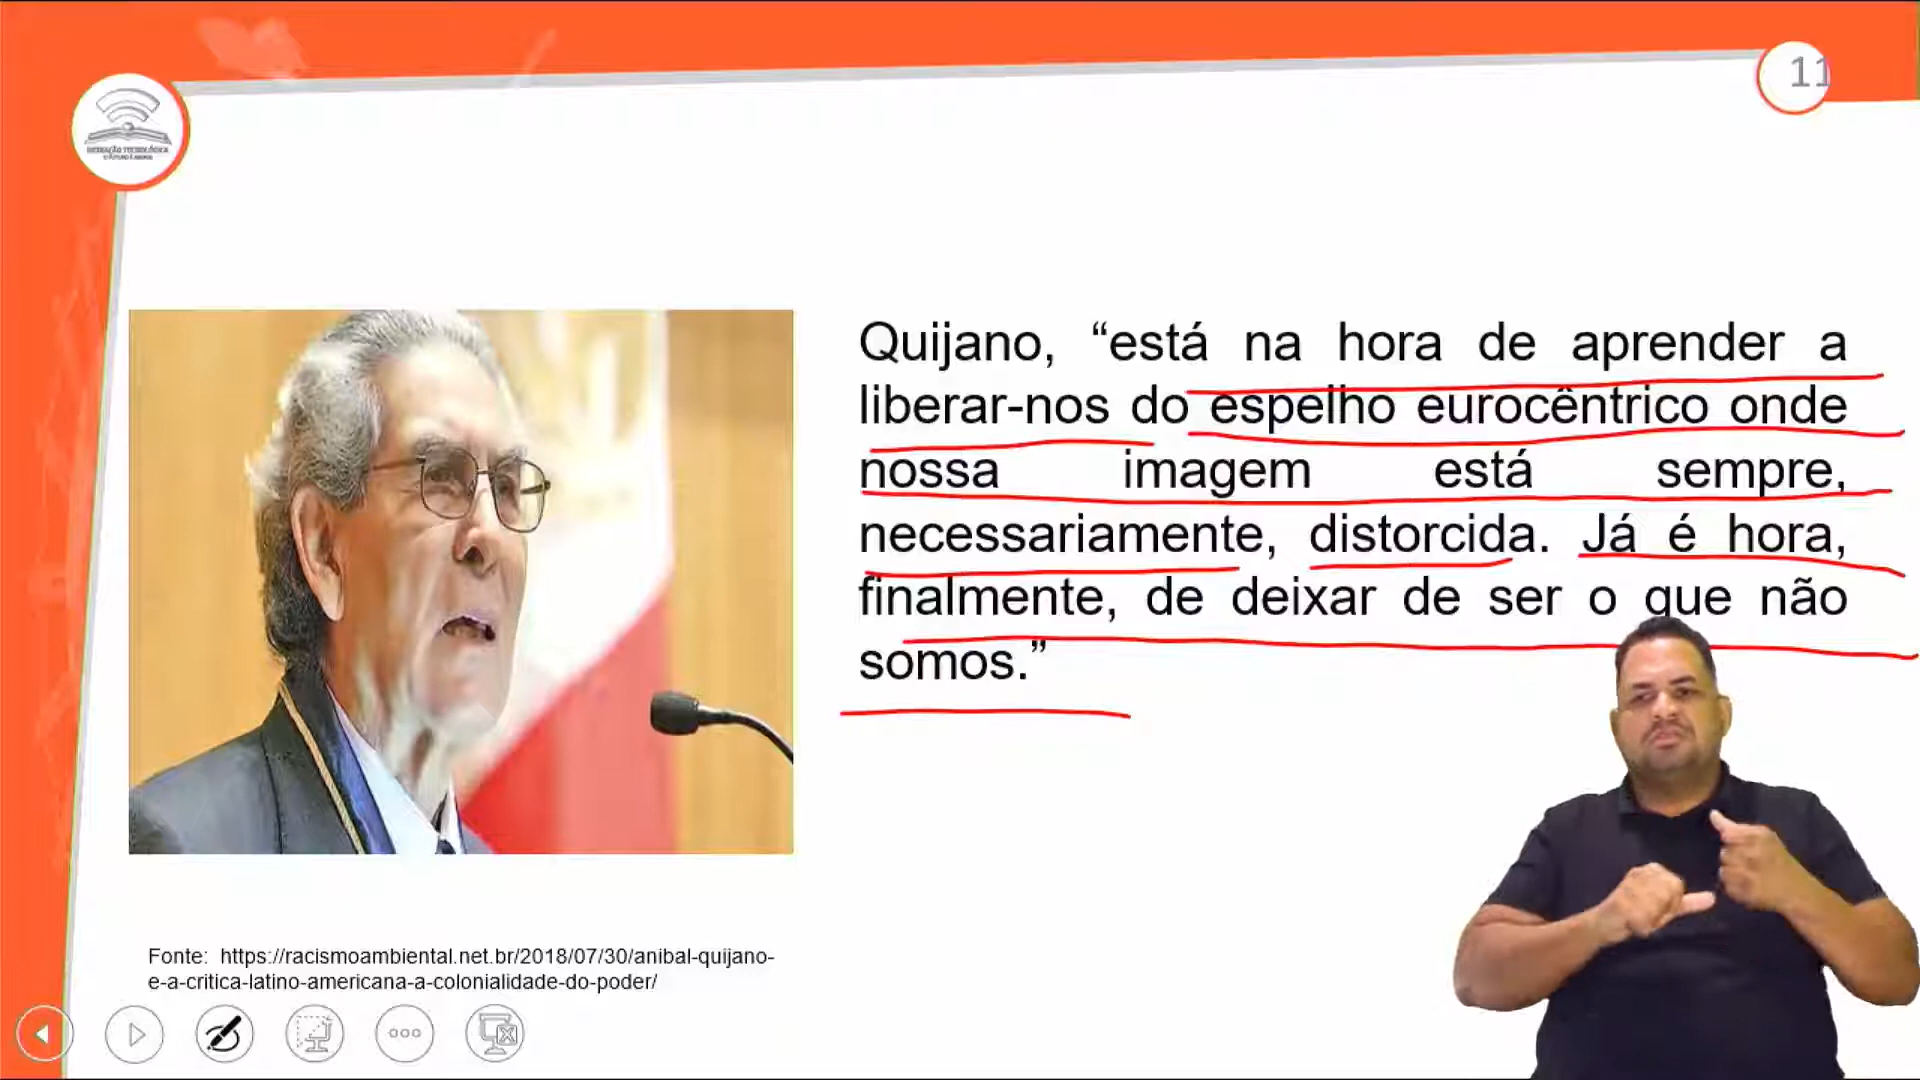 11
MEDIAÇÃO TECNOLÓGICA
Quijano, “está na hora de aprender a
liberar-nos do espelho eurocêntrico onde
nossa imagem está sempre,
necessariamente, distorcida. Já é hora,
finalmente, de deixar de ser o que não
somos.”
Fonte: https://racismoambiental.net.br/2018/07/30/anibal-quijano-
e-a-critica-latino-americana-a-colonialidade-do-poder/